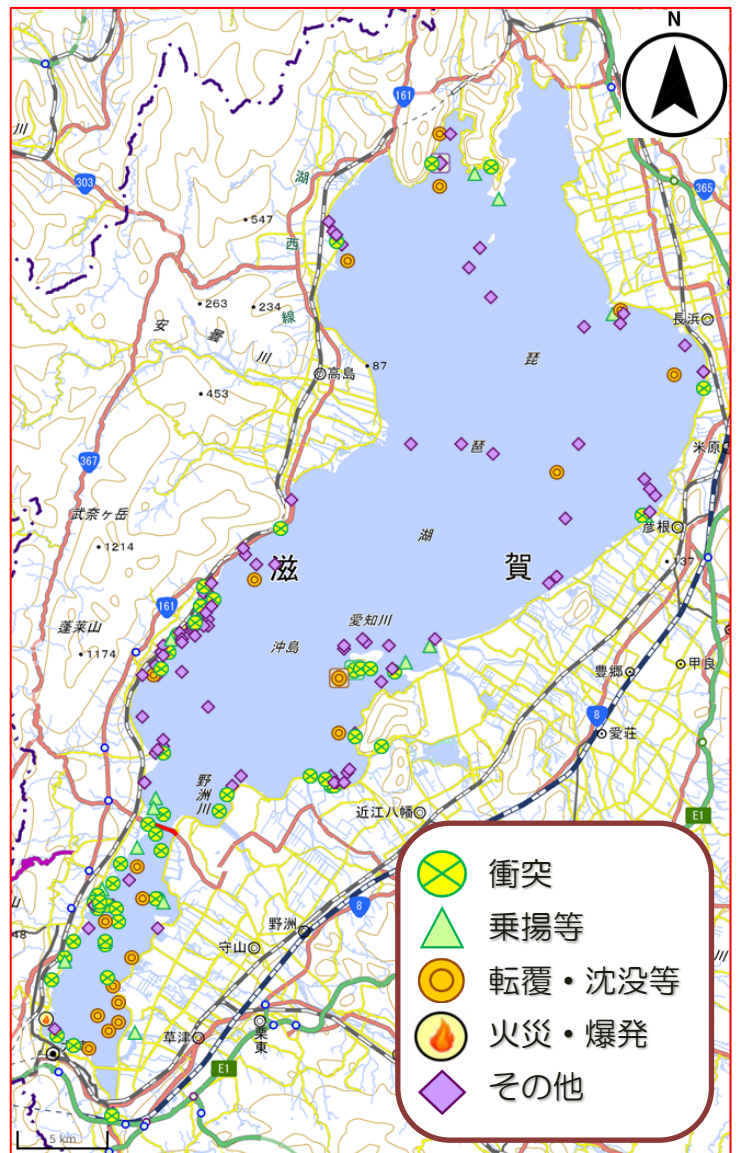 N
161
川
303
湖
365
547
西
263
234
線
安
曇
川
長浜
琵
87
高島
453
琶
米原
367
武奈ヶ岳
彦根
湖
1214
滋
賀
137
161
愛知川
蓬莱山
沖島
1174
豊郷
甲良
8
愛荘
野
洲
川
近江八幡
E1
衝突
8
山
野洲
乗揚等
48
守山
川
転覆・沈没等
草津
栗
東
火災・爆発
E1
その他
5 km